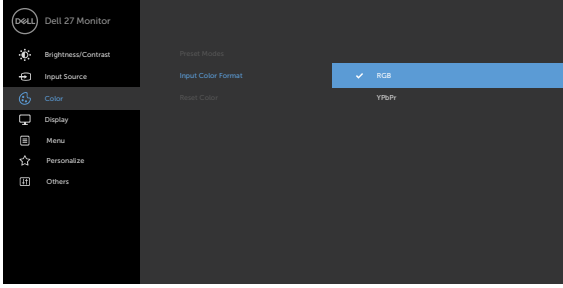 DELL Dell 27 Monitor
Brightness/Contrast
Preset Modes
Input Source
Input Color Format
RGB
Color
Reset Color
YPbPr
Display
Menu
Personalize
Others